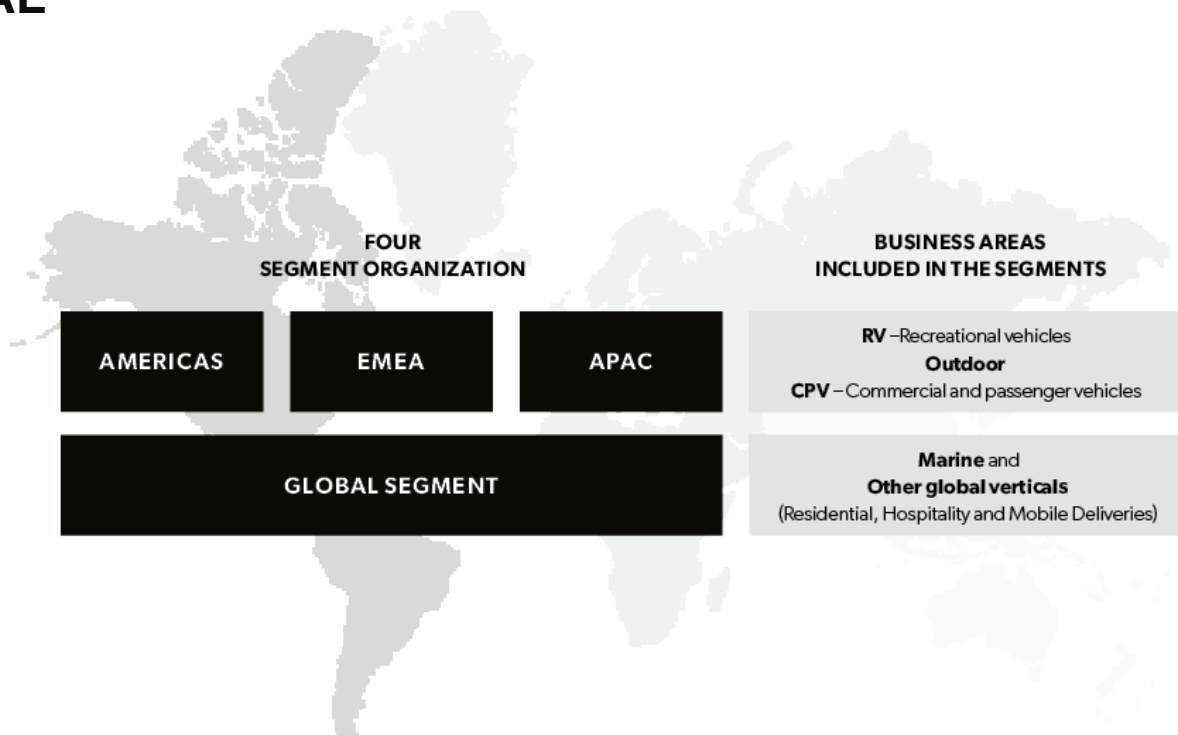 AL
FOUR
SEGMENT ORGANIZATION
BUSINESS AREAS
INCLUDED IN THE SEGMENTS
AMERICAS
EMEA
APAC
RV –Recreational vehicles
Outdoor
CPV – Commercial and passenger vehicles
GLOBAL SEGMENT
Marine and
Other global verticals
(Residential, Hospitality and Mobile Deliveries)